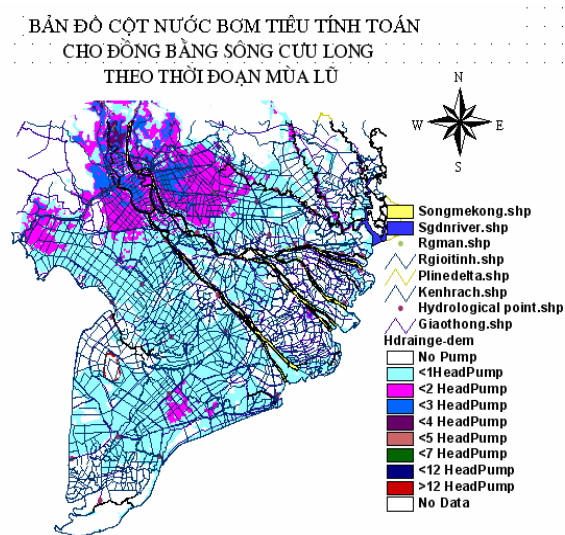 BẢN ĐỒ CỘT NƯỚC BƠM TIÊU TÍNH TOÁN
CHO ĐỒNG BẰNG SÔNG CỬU LONG
THEO THỜI ĐOẠN MÙA LŨ
N
W
E
S
Songmekong.shp
Sgdnriver.shp
Rgman.shp
Rgioitinh.shp
Plinedelta.shp
Kenhrach.shp
Hydrological point.shp
Giaothong.shp
Hdrainge-dem
No Pump
<1HeadPump
<2 HeadPump
<3 HeadPump
<4 HeadPump
<5 HeadPump
<7 HeadPump
<12 HeadPump
>12 HeadPump
No Data